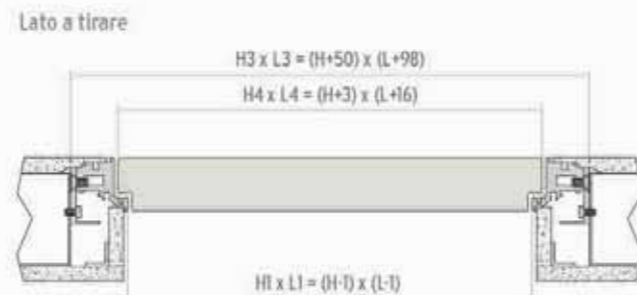 Lato a tirare
H3 x L3 = (H+50) x (L+98)
H4 x L4 = (H+3) x (L+16)
H1 x L1 = (H-1) x (L-1)